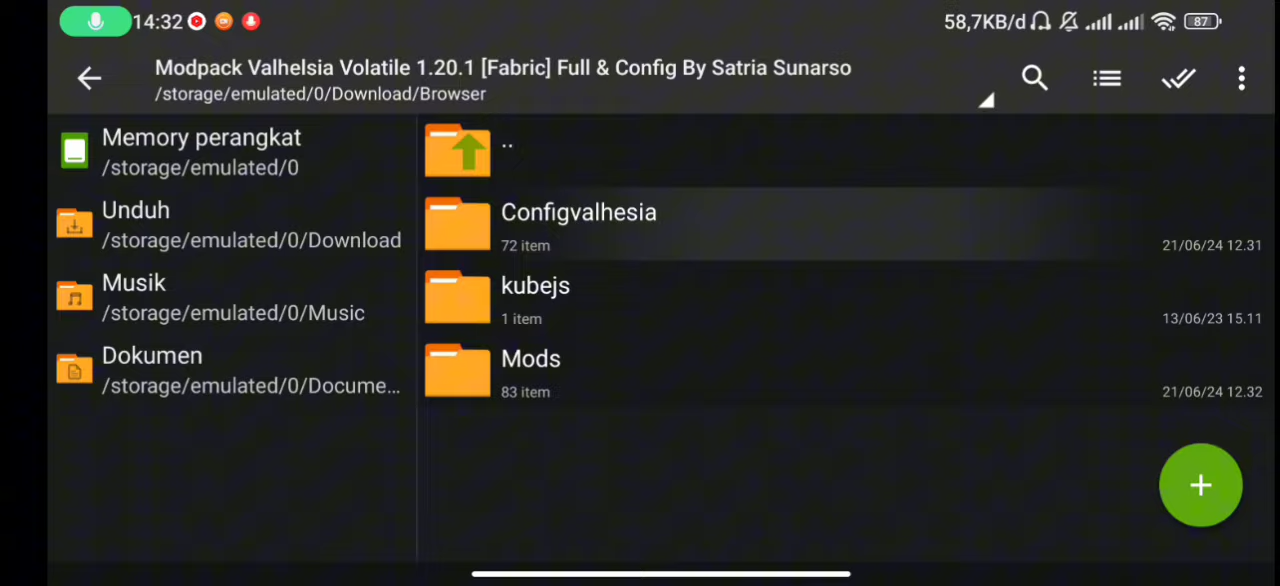 14:32
58,7KB/d
87
Modpack Valhelsia Volatile 1.20.1 [Fabric] Full & Config By Satria Sunarso
/storage/emulated/0/Download/Browser
Memory perangkat
/storage/emulated/0
Unduh
/storage/emulated/0/Download
Musik
/storage/emulated/0/Music
Dokumen
/storage/emulated/0/Docume...
..
Configvalhesia
72 item
21/06/24 12.31
kubejs
1 item
13/06/23 15.11
Mods
83 item
21/06/24 12.32